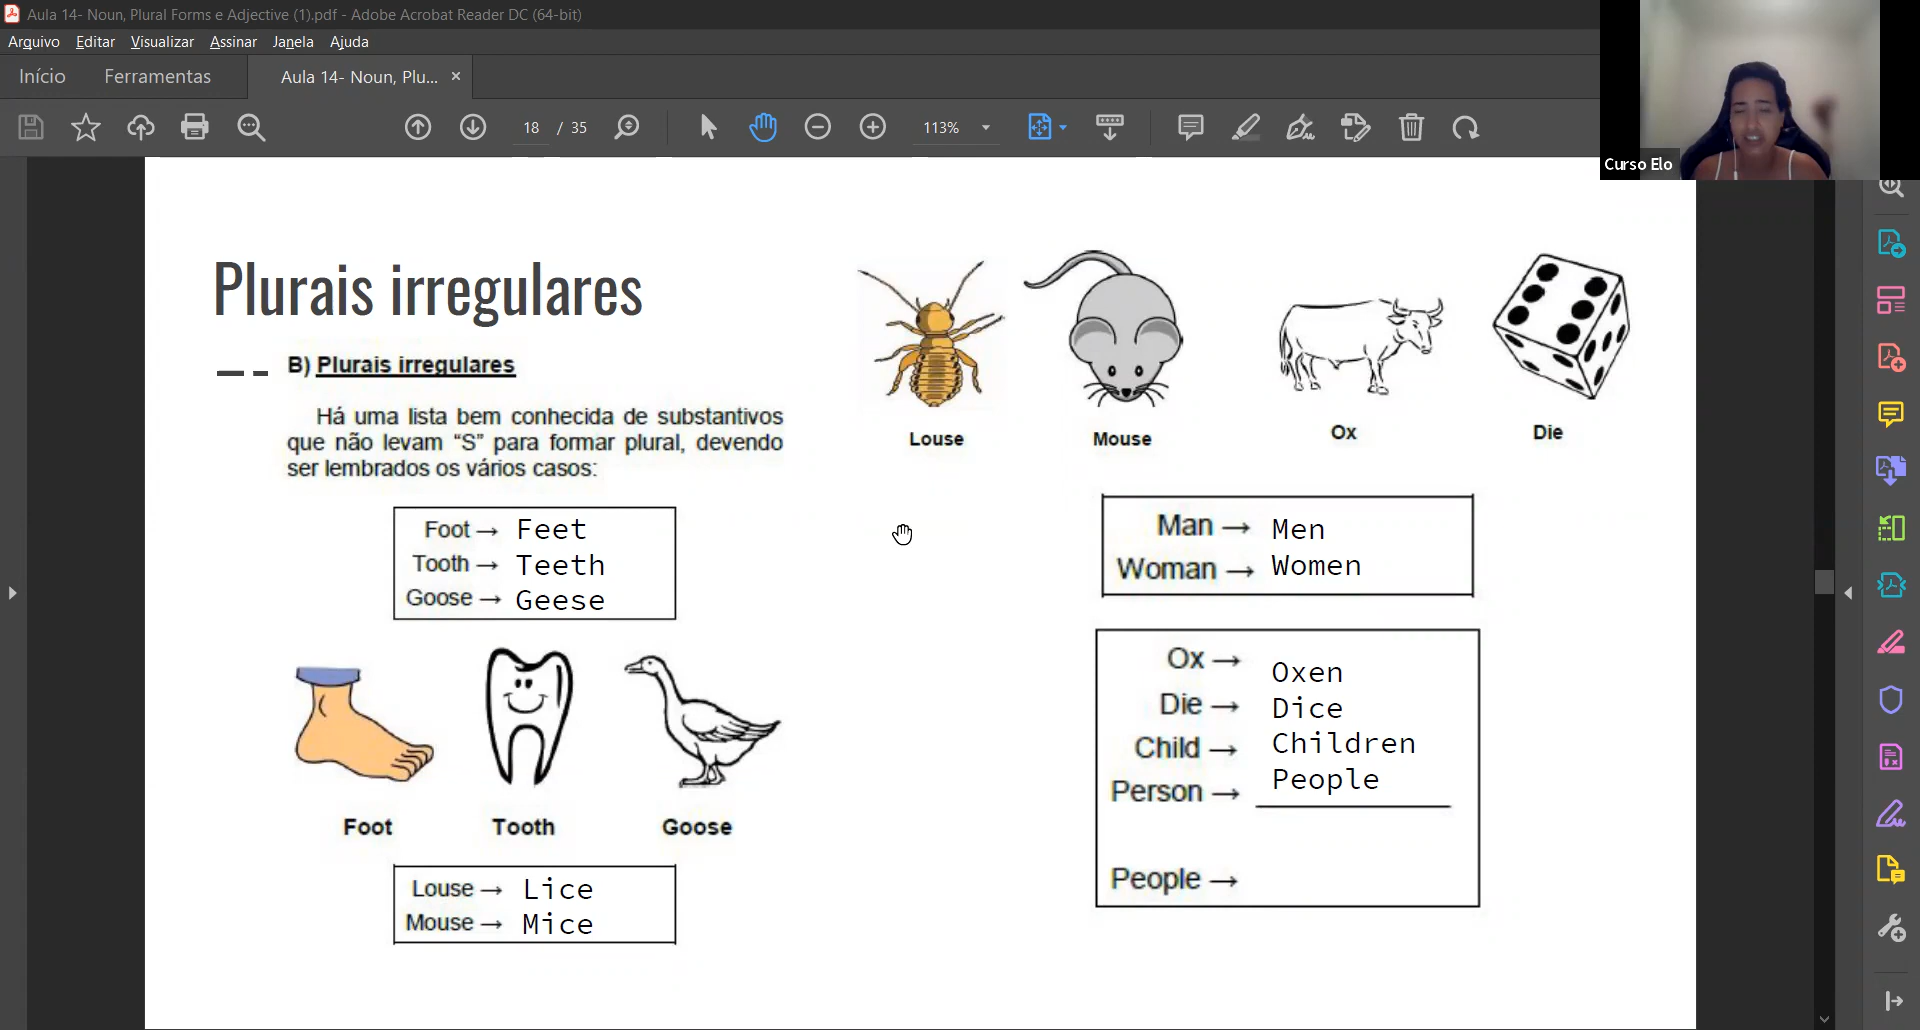 Aula 14- Noun, Plural Forms e Adjective (1).pdf - Adobe Acrobat Reader DC (64-bit)
Arquivo Editar Visualizar Assinar Janela Ajuda
Início Ferramentas Aula 14- Noun, Plu... ×
18 / 35 113%
Curso Elo
Plurais irregulares
B) Plurais irregulares
Há uma lista bem conhecida de substantivos
que não levam “S” para formar plural, devendo
ser lembrados os vários casos:
Foot → Feet
Tooth → Teeth
Goose → Geese
Foot Tooth Goose
Louse → Lice
Mouse → Mice
Louse Mouse Ox Die
Man → Men
Woman → Women
Ox → Oxen
Die → Dice
Child → Children
Person → People
People →